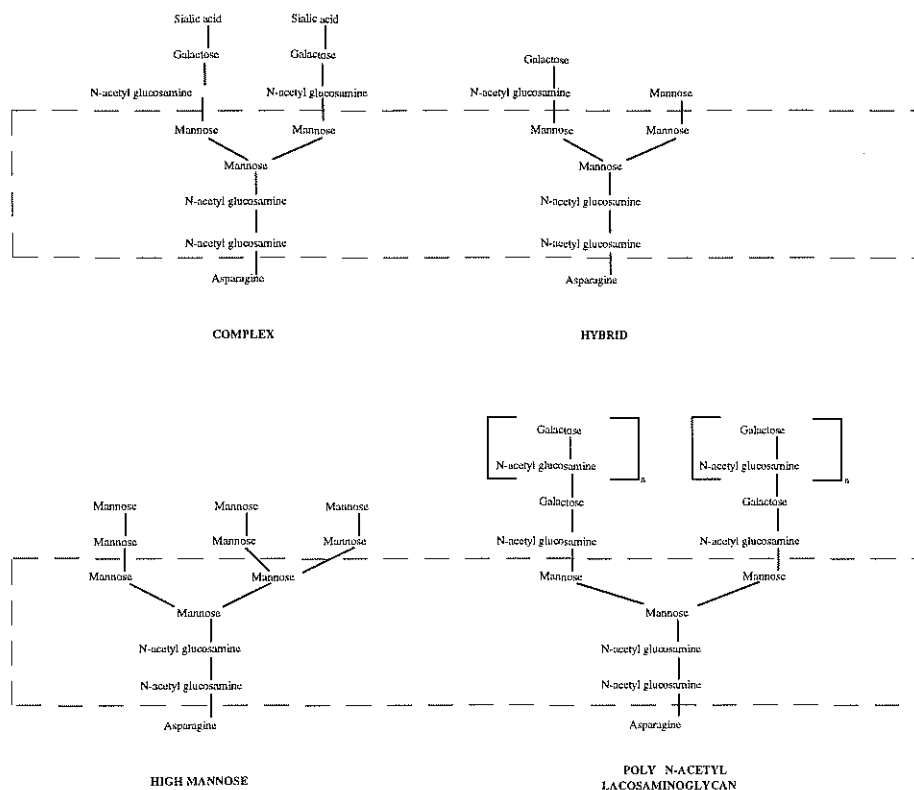 Sialic acid Sialic acid
Galactose Galactose
Galactose
N-acetyl glucosamine N-acetyl glucosamine N-acetyl glucosamine Mannose
Mannose Mannose Mannose Mannose
Mannose Mannose
N-acetyl glucosamine N-acetyl glucosamine
N-acetyl glucosamine N-acetyl glucosamine
Asparagine Asparagine
COMPLEX HYBRID
Galactose Galactose
N-acetyl glucosamine N-acetyl glucosamine
n n
Mannose Mannose Mannose Galactose Galactose
Mannose Mannose Mannose N-acetyl glucosamine N-acetyl glucosamine
Mannose Mannose Mannose Mannose
Mannose Mannose
N-acetyl glucosamine N-acetyl glucosamine
N-acetyl glucosamine N-acetyl glucosamine
Asparagine Asparagine
HIGH MANNOSE
POLY N-ACETYL
LACOSAMINOGLYCAN